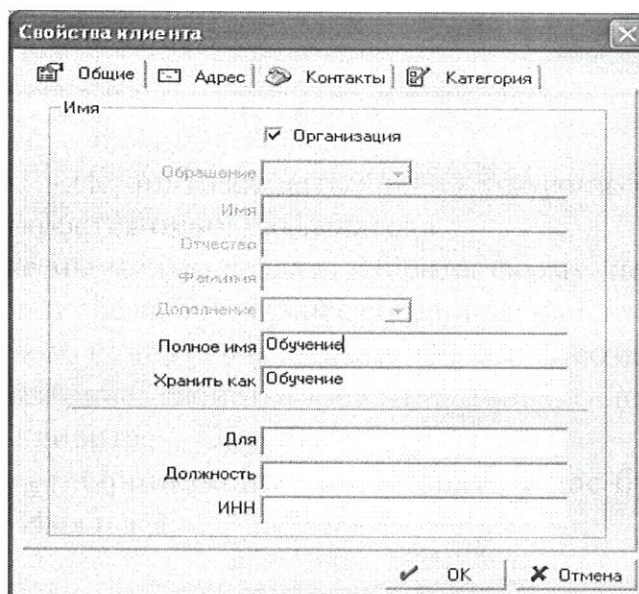 Свойства клиента
Общие Адрес Контакты Категория
Имя
Организация
Обращение
Имя
Отчество
Фамилия
Дополнение
Полное имя Обучение
Хранить как Обучение
Для
Должность
ИНН
OK Отмена